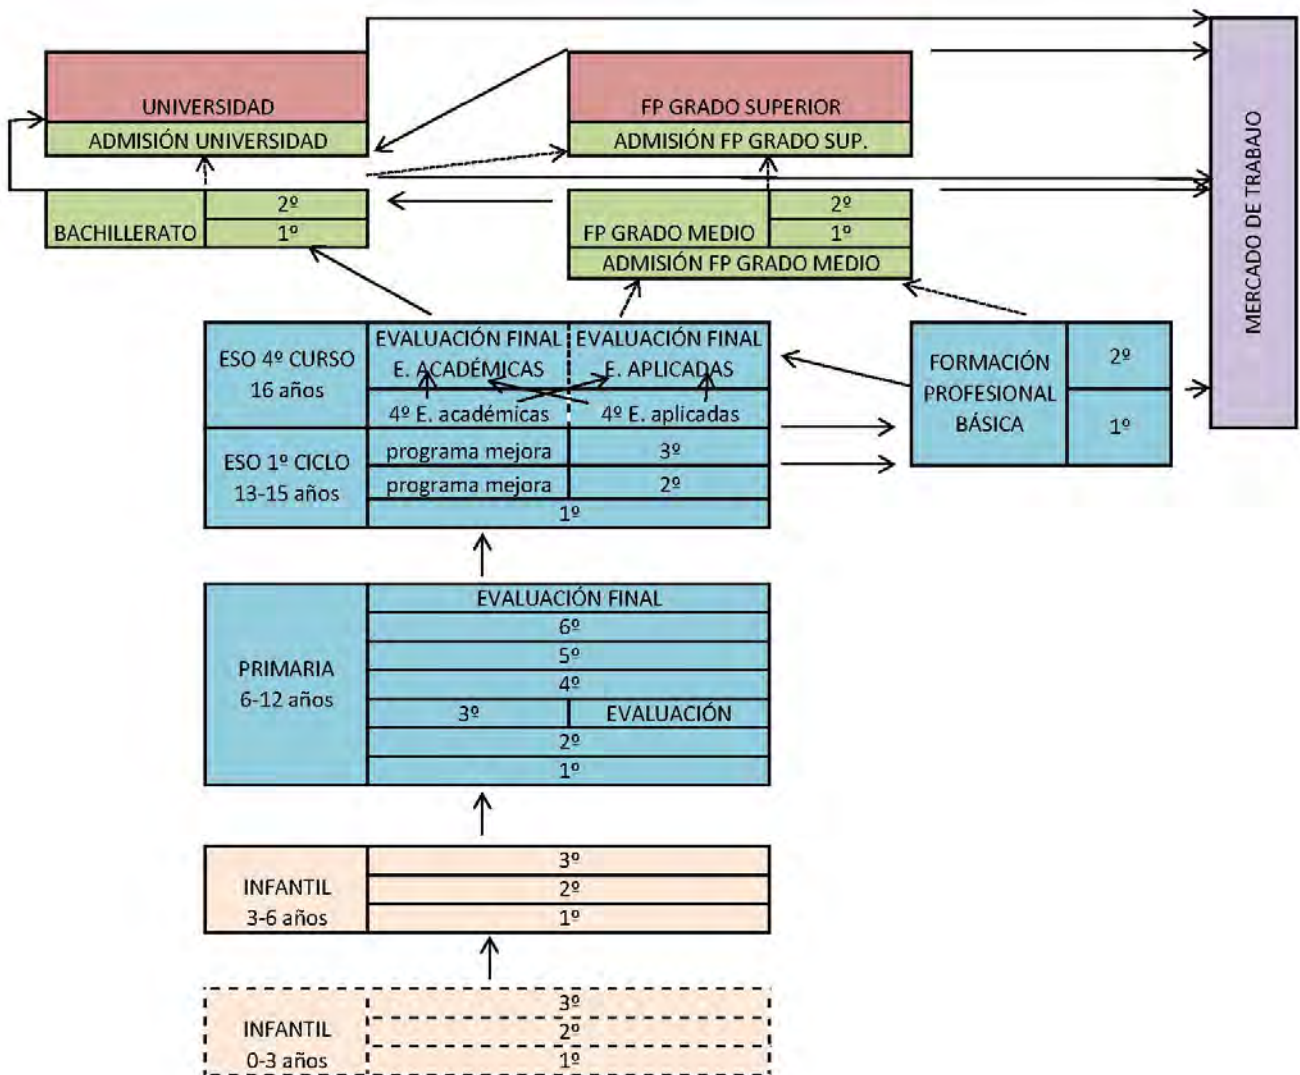 UNIVERSIDAD
ADMISIÓN UNIVERSIDAD
FP GRADO SUPERIOR
ADMISIÓN FP GRADO SUP.
MERCADO DE TRABAJO
BACHILLERATO
2º
1º
FP GRADO MEDIO
2º
1º
ADMISIÓN FP GRADO MEDIO
ESO 4º CURSO
16 años
EVALUACIÓN FINAL
E. ACADÉMICAS
EVALUACIÓN FINAL
E. APLICADAS
4º E. académicas
4º E. aplicadas
FORMACIÓN
PROFESIONAL
BÁSICA
2º
1º
ESO 1º CICLO
13-15 años
programa mejora
3º
programa mejora
2º
1º
PRIMARIA
6-12 años
EVALUACIÓN FINAL
6º
5º
4º
3º
EVALUACIÓN
2º
1º
INFANTIL
3-6 años
3º
2º
1º
INFANTIL
0-3 años
3º
2º
1º